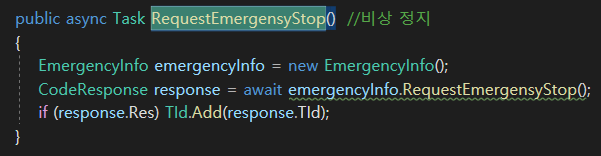 public async Task RequestEmergensyStop() //비상 정지
{
EmergencyInfo emergencyInfo = new EmergencyInfo();
CodeResponse response = await emergencyInfo.RequestEmergensyStop();
if (response.Res) TId.Add(response.TId);
}